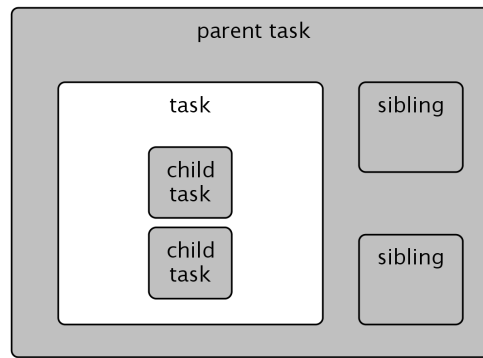 parent task
task
sibling
child
task
child
task
sibling